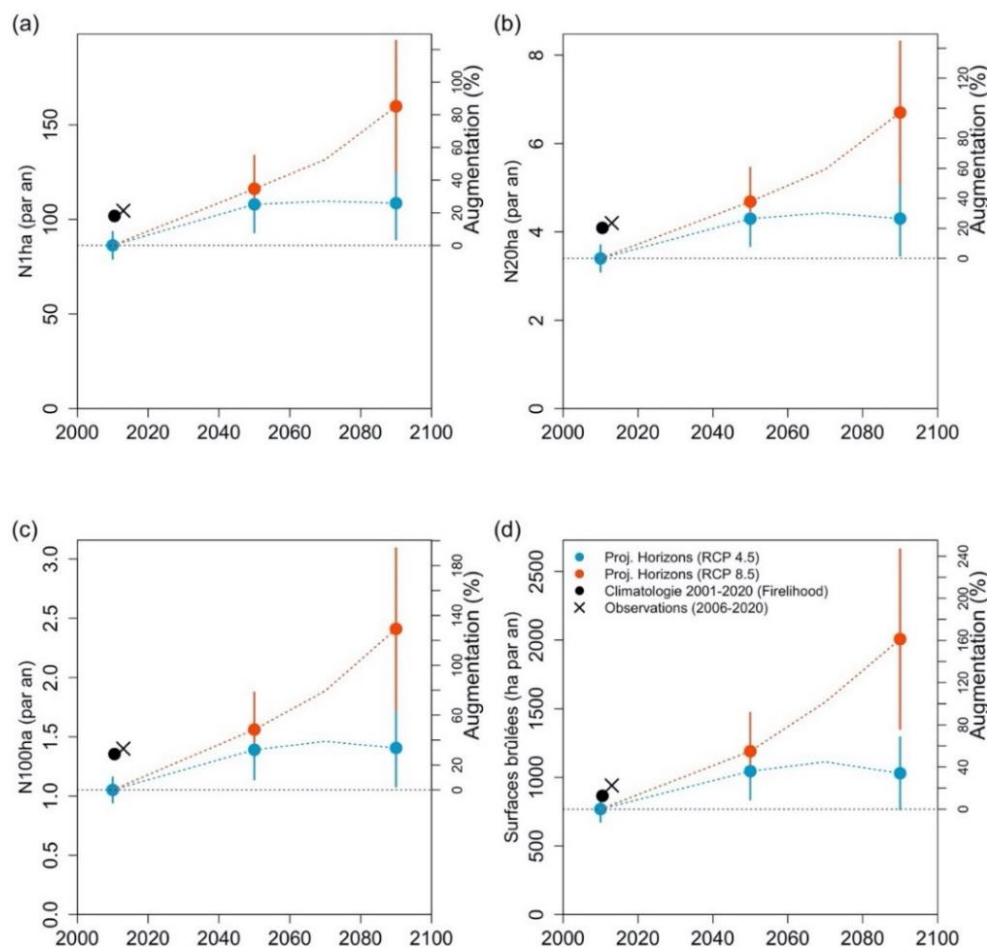 (a)
N1ha (par an)
0
50
100
150
2000 2020 2040 2060 2080 2100
0 20 40 60 80 100
Augmentation (%)
(b)
N20ha (par an)
0
2
4
6
8
2000 2020 2040 2060 2080 2100
0 20 40 60 80 120
Augmentation (%)
(c)
N100ha (par an)
0.0
0.5
1.0
1.5
2.0
2.5
3.0
2000 2020 2040 2060 2080 2100
0 20 60 100 140 180
Augmentation (%)
(d)
Proj. Horizons (RCP 4.5)
Proj. Horizons (RCP 8.5)
Climatologie 2001-2020 (Firelihood)
Observations (2006-2020)
Surfaces brûlées (ha par an)
0
500
1000
1500
2000
2500
2000 2020 2040 2060 2080 2100
0 40 80 120 160 200 240
Augmentation (%)